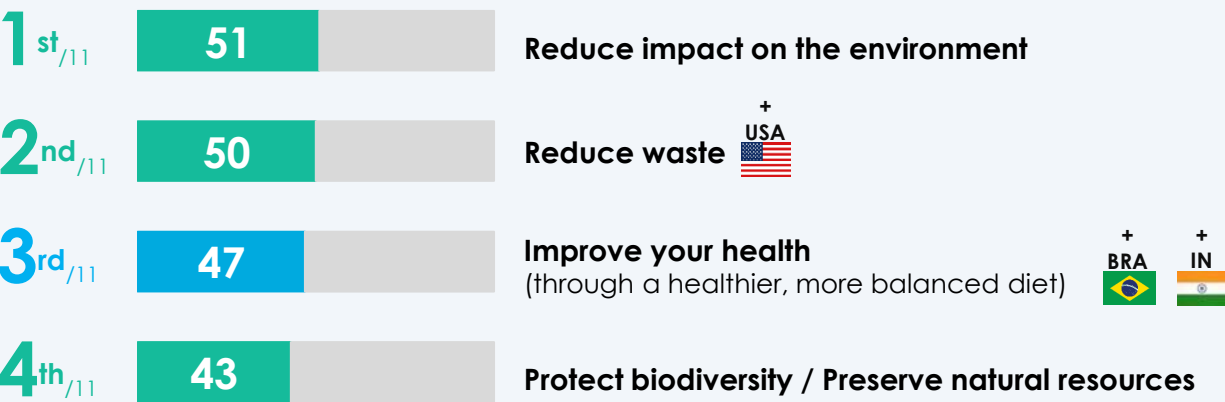 1st/11 51 Reduce impact on the environment
+
USA
2nd/11 50 Reduce waste
+ +
BRA IN
3rd/11 47 Improve your health
(through a healthier, more balanced diet)
4th/11 43 Protect biodiversity / Preserve natural resources